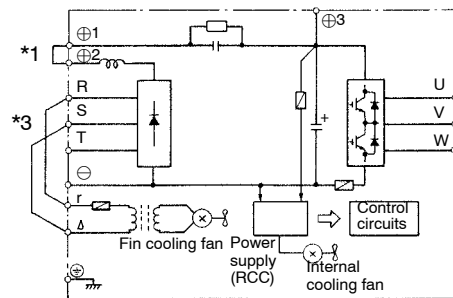 ⊕1
⊕3
*1
⊕2
R
U
S
*3
V
T
W
+
⊖
r
Δ
Fin cooling fan
Power
supply
(RCC)
Control
circuits
Internal
cooling fan